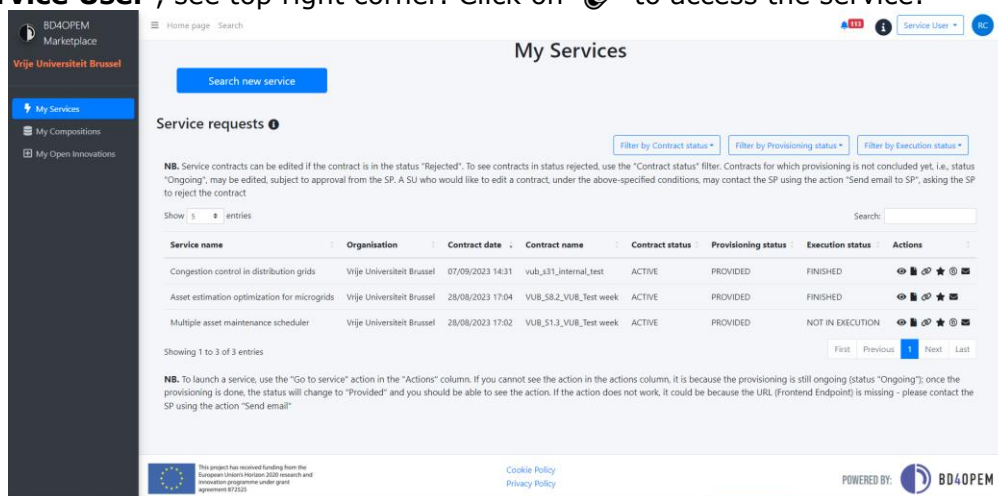 rvice User", see top right corner. Click on to access the service.
BD4OPEM
Marketplace
Vrije Universiteit Brussel
My Services
My Compositions
My Open Innovations
Home page Search
113
Service User
RC
My Services
Search new service
Service requests
Filter by Contract status
Filter by Provisioning status
Filter by Execution status
NB. Service contracts can be edited if the contract is in the status "Rejected". To see contracts in status rejected, use the "Contract status" filter. Contracts for which provisioning is not concluded yet, i.e., status
"Ongoing", may be edited, subject to approval from the SP. A SU who would like to edit a contract, under the above-specified conditions, may contact the SP using the action "Send email to SP", asking the SP
to reject the contract
Show 5 entries
Search:
Service name Organisation Contract date Contract name Contract status Provisioning status Execution status Actions
Congestion control in distribution grids Vrije Universiteit Brussel 07/09/2023 14:31 vub_s31_internal_test ACTIVE PROVIDED FINISHED
Asset estimation optimization for microgrids Vrije Universiteit Brussel 28/08/2023 17:04 VUB_S8.2_VUB_Test week ACTIVE PROVIDED FINISHED
Multiple asset maintenance scheduler Vrije Universiteit Brussel 28/08/2023 17:02 VUB_S1.3_VUB_Test week ACTIVE PROVIDED NOT IN EXECUTION
Showing 1 to 3 of 3 entries
First Previous 1 Next Last
NB. To launch a service, use the "Go to service" action in the "Actions" column. If you cannot see the action in the actions column, it is because the provisioning is still ongoing (status "Ongoing"); once the
provisioning is done, the status will change to "Provided" and you should be able to see the action. If the action does not work, it could be because the URL (Frontend Endpoint) is missing - please contact the
SP using the action "Send email"
This project has received funding from the
European Union's Horizon 2020 research and
innovation programme under grant
agreement 872525
Cookie Policy
Privacy Policy
POWERED BY: BD4OPEM